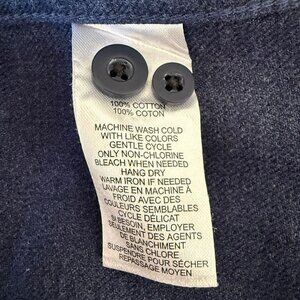 100% COTTON
100% COTON
MACHINE WASH COLD
WITH LIKE COLORS
GENTLE CYCLE
ONLY NON-CHLORINE
BLEACH WHEN NEEDED
HANG DRY
WARM IRON IF NEEDED
LAVAGE EN MACHINE À
FROID AVEC DES
COULEURS SEMBLABLES
CYCLE DÉLICAT
SI BESOIN, EMPLOYER
SEULEMENT DES AGENTS
DE BLANCHIMENT
SANS CHLORE
SUSPENDRE POUR SÉCHER
REPASSAGE MOYEN